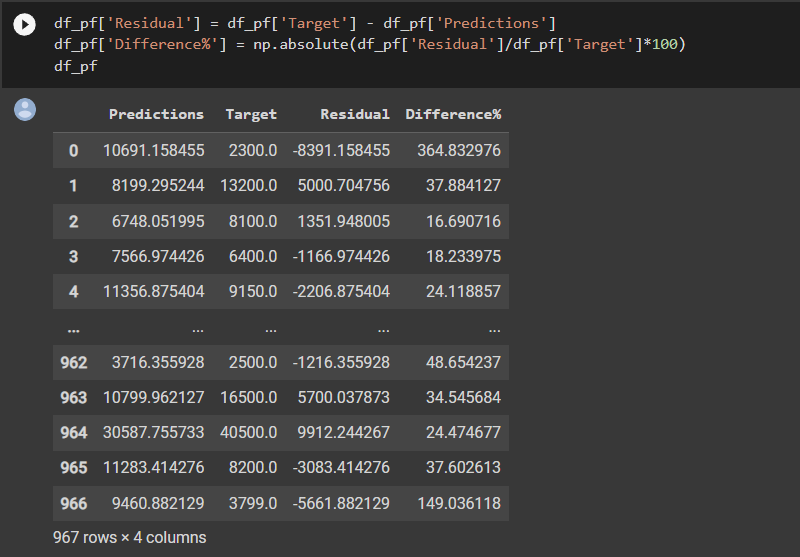 df_pf['Residual'] = df_pf['Target'] - df_pf['Predictions']
df_pf['Difference%'] = np.absolute(df_pf['Residual']/df_pf['Target']*100)
df_pf
Predictions Target Residual Difference%
0 10691.158455 2300.0 -8391.158455 364.832976
1 8199.295244 13200.0 5000.704756 37.884127
2 6748.051995 8100.0 1351.948005 16.690716
3 7566.974426 6400.0 -1166.974426 18.233975
4 11356.875404 9150.0 -2206.875404 24.118857
... ... ... ... ...
962 3716.355928 2500.0 -1216.355928 48.654237
963 10799.962127 16500.0 5700.037873 34.545684
964 30587.755733 40500.0 9912.244267 24.474677
965 11283.414276 8200.0 -3083.414276 37.602613
966 9460.882129 3799.0 -5661.882129 149.036118
967 rows × 4 columns